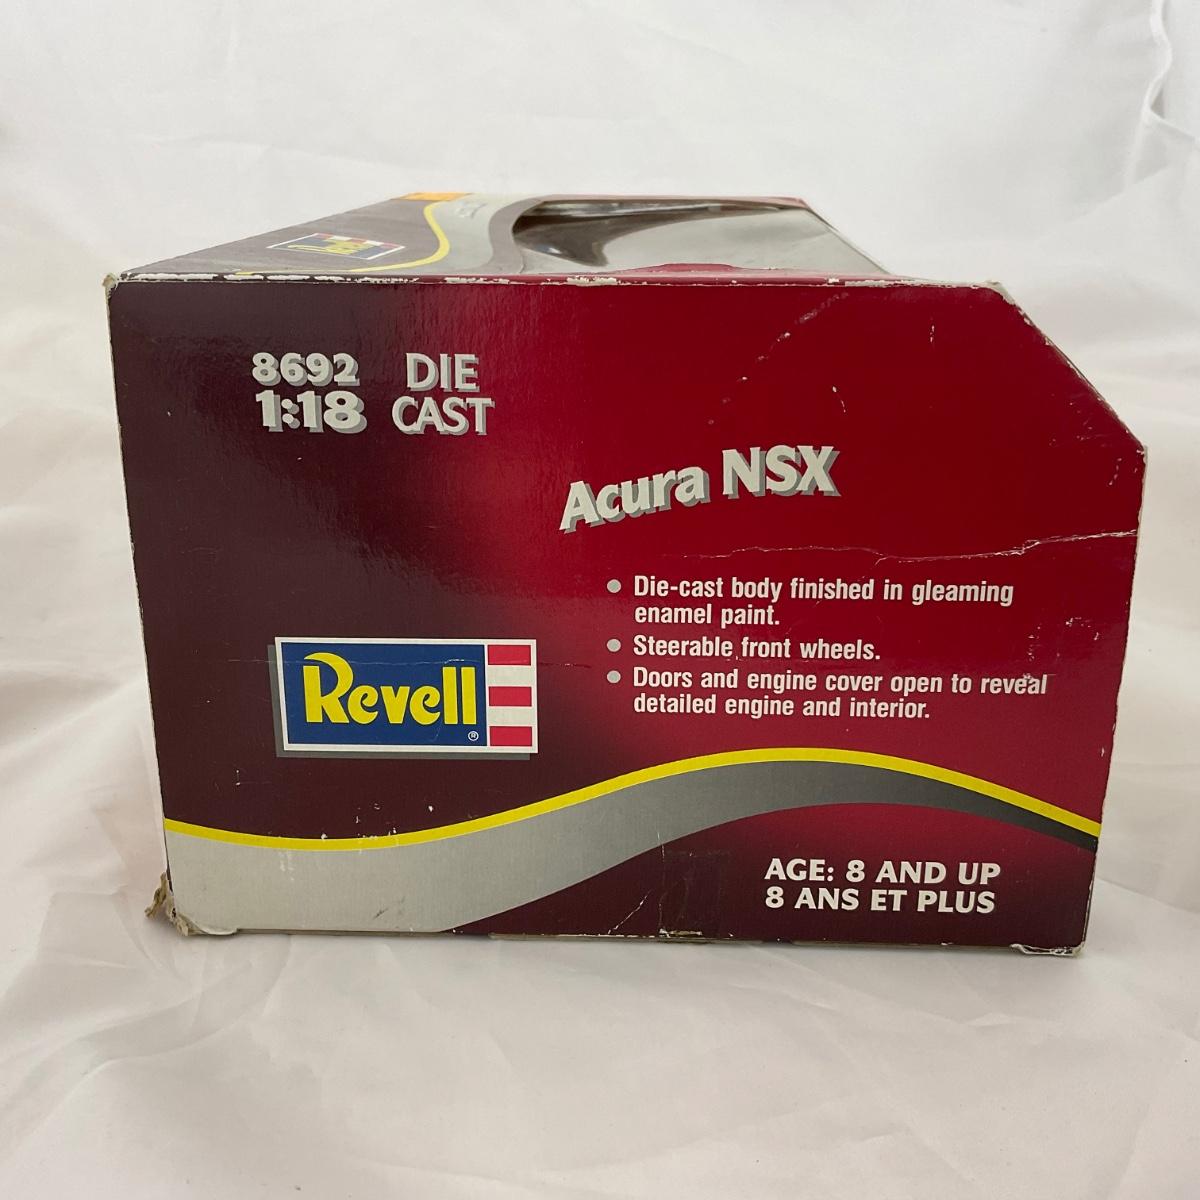 8692 DIE
1:18 CAST
Acura NSX
Die-cast body finished in gleaming
enamel paint.
Steerable front wheels.
Doors and engine cover open to reveal
detailed engine and interior.
Revell
®
AGE: 8 AND UP
8 ANS ET PLUS